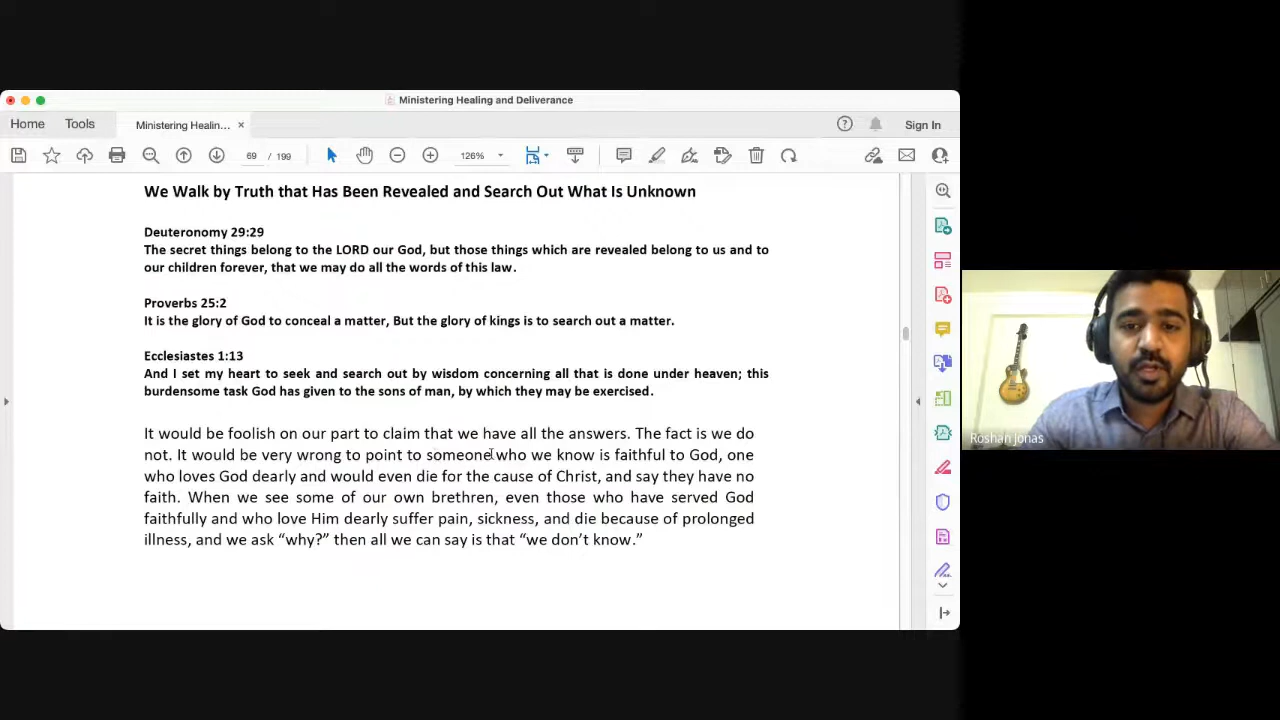 Ministering Healing and Deliverance
Home
Tools
Ministering Healin...
Sign In
69 / 199
126%
We Walk by Truth that Has Been Revealed and Search Out What Is Unknown
Deuteronomy 29:29
The secret things belong to the LORD our God, but those things which are revealed belong to us and to
our children forever, that we may do all the words of this law.
Proverbs 25:2
It is the glory of God to conceal a matter, But the glory of kings is to search out a matter.
Ecclesiastes 1:13
And I set my heart to seek and search out by wisdom concerning all that is done under heaven; this
burdensome task God has given to the sons of man, by which they may be exercised.
It would be foolish on our part to claim that we have all the answers. The fact is we do
not. It would be very wrong to point to someone who we know is faithful to God, one
who loves God dearly and would even die for the cause of Christ, and say they have no
faith. When we see some of our own brethren, even those who have served God
faithfully and who love Him dearly suffer pain, sickness, and die because of prolonged
illness, and we ask “why?” then all we can say is that “we don’t know.”
Roshan Jonas